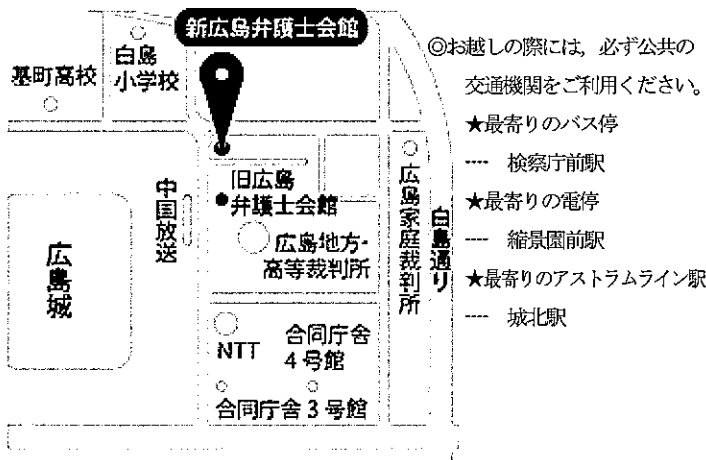 新広島弁護士会館
白島
小学校
基町高校
旧広島
弁護士会館
中国放送
広島地方・
高等裁判所
広島家庭裁判所
白島通り
広島城
NTT
合同庁舎
4号館
合同庁舎3号館
◎お越しの際には，必ず公共の
交通機関をご利用ください。
★最寄りのバス停
---- 検察庁前駅
★最寄りの電停
---- 縮景園前駅
★最寄りのアストラムライン駅
---- 城北駅